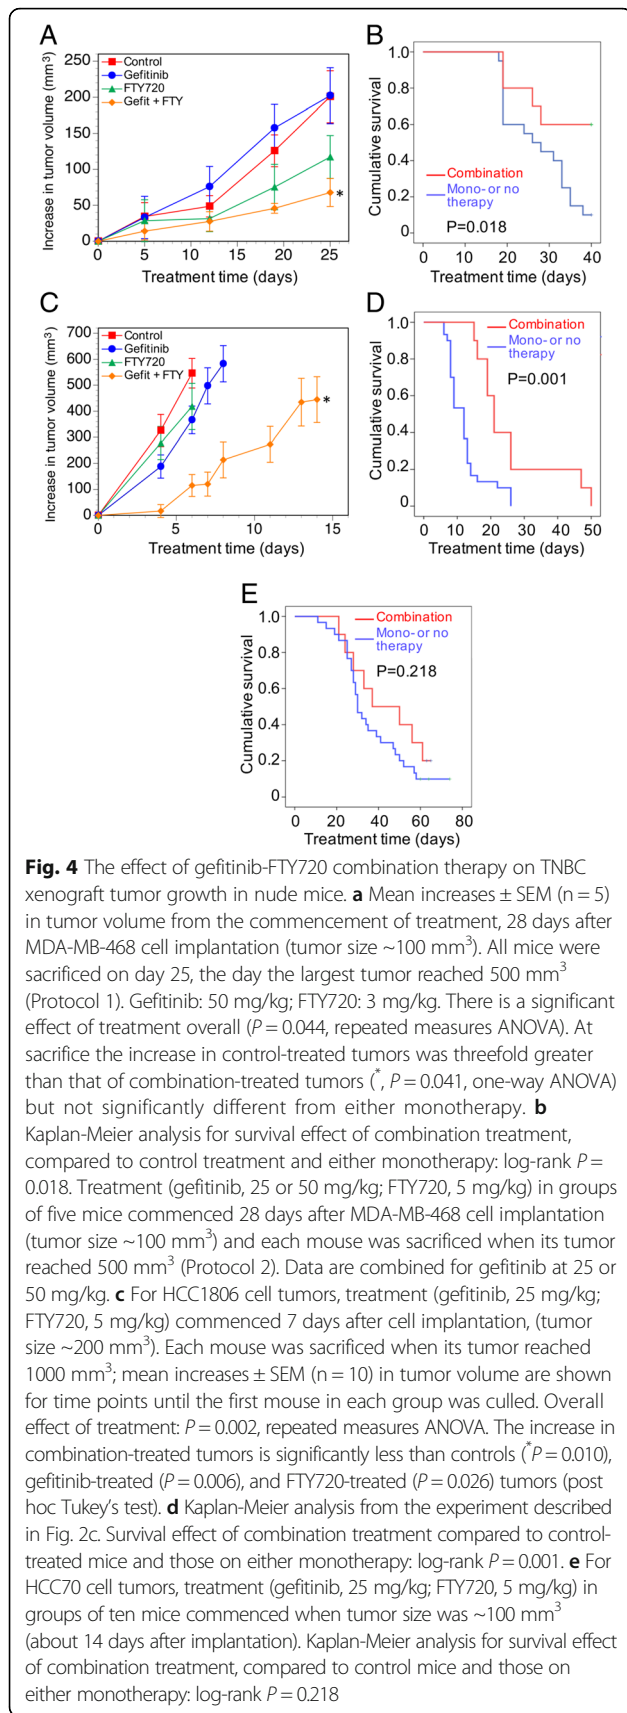 A
Increase in tumor volume (mm³)
250
200
150
100
50
0
Control
Gefitinib
FTY720
Gefit + FTY
*
0 5 10 15 20 25
Treatment time (days)
B
Cumulative survival
1.0
0.8
0.6
0.4
0.2
0
Combination
Mono- or no
therapy
P=0.018
0 10 20 30 40
Treatment time (days)
C
Increase in tumor volume (mm³)
700
600
500
400
300
200
100
0
Control
Gefitinib
FTY720
Gefit + FTY
*
0 5 10 15
Treatment time (days)
D
Cumulative survival
1.0
0.8
0.6
0.4
0.2
0
Combination
Mono- or no
therapy
P=0.001
0 10 20 30 40 50
Treatment time (days)
E
Cumulative survival
1.0
0.8
0.6
0.4
0.2
0
Combination
Mono- or no
therapy
P=0.218
0 20 40 60 80
Treatment time (days)
Fig. 4 The effect of gefitinib-FTY720 combination therapy on TNBC
xenograft tumor growth in nude mice. a Mean increases ± SEM (n = 5)
in tumor volume from the commencement of treatment, 28 days after
MDA-MB-468 cell implantation (tumor size ~100 mm³). All mice were
sacrificed on day 25, the day the largest tumor reached 500 mm³
(Protocol 1). Gefitinib: 50 mg/kg; FTY720: 3 mg/kg. There is a significant
effect of treatment overall (P = 0.044, repeated measures ANOVA). At
sacrifice the increase in control-treated tumors was threefold greater
than that of combination-treated tumors (*, P = 0.041, one-way ANOVA)
but not significantly different from either monotherapy. b
Kaplan-Meier analysis for survival effect of combination treatment,
compared to control treatment and either monotherapy: log-rank P =
0.018. Treatment (gefitinib, 25 or 50 mg/kg; FTY720, 5 mg/kg) in groups
of five mice commenced 28 days after MDA-MB-468 cell implantation
(tumor size ~100 mm³) and each mouse was sacrificed when its tumor
reached 500 mm³ (Protocol 2). Data are combined for gefitinib at 25 or
50 mg/kg. c For HCC1806 cell tumors, treatment (gefitinib, 25 mg/kg;
FTY720, 5 mg/kg) commenced 7 days after cell implantation, (tumor
size ~200 mm³). Each mouse was sacrificed when its tumor reached
1000 mm³; mean increases ± SEM (n = 10) in tumor volume are shown
for time points until the first mouse in each group was culled. Overall
effect of treatment: P = 0.002, repeated measures ANOVA. The increase in
combination-treated tumors is significantly less than controls (*P = 0.010),
gefitinib-treated (P = 0.006), and FTY720-treated (P = 0.026) tumors (post
hoc Tukey's test). d Kaplan-Meier analysis from the experiment described
in Fig. 2c. Survival effect of combination treatment compared to control-
treated mice and those on either monotherapy: log-rank P = 0.001. e For
HCC70 cell tumors, treatment (gefitinib, 25 mg/kg; FTY720, 5 mg/kg) in
groups of ten mice commenced when tumor size was ~100 mm³
(about 14 days after implantation). Kaplan-Meier analysis for survival effect
of combination treatment, compared to control mice and those on
either monotherapy: log-rank P = 0.218